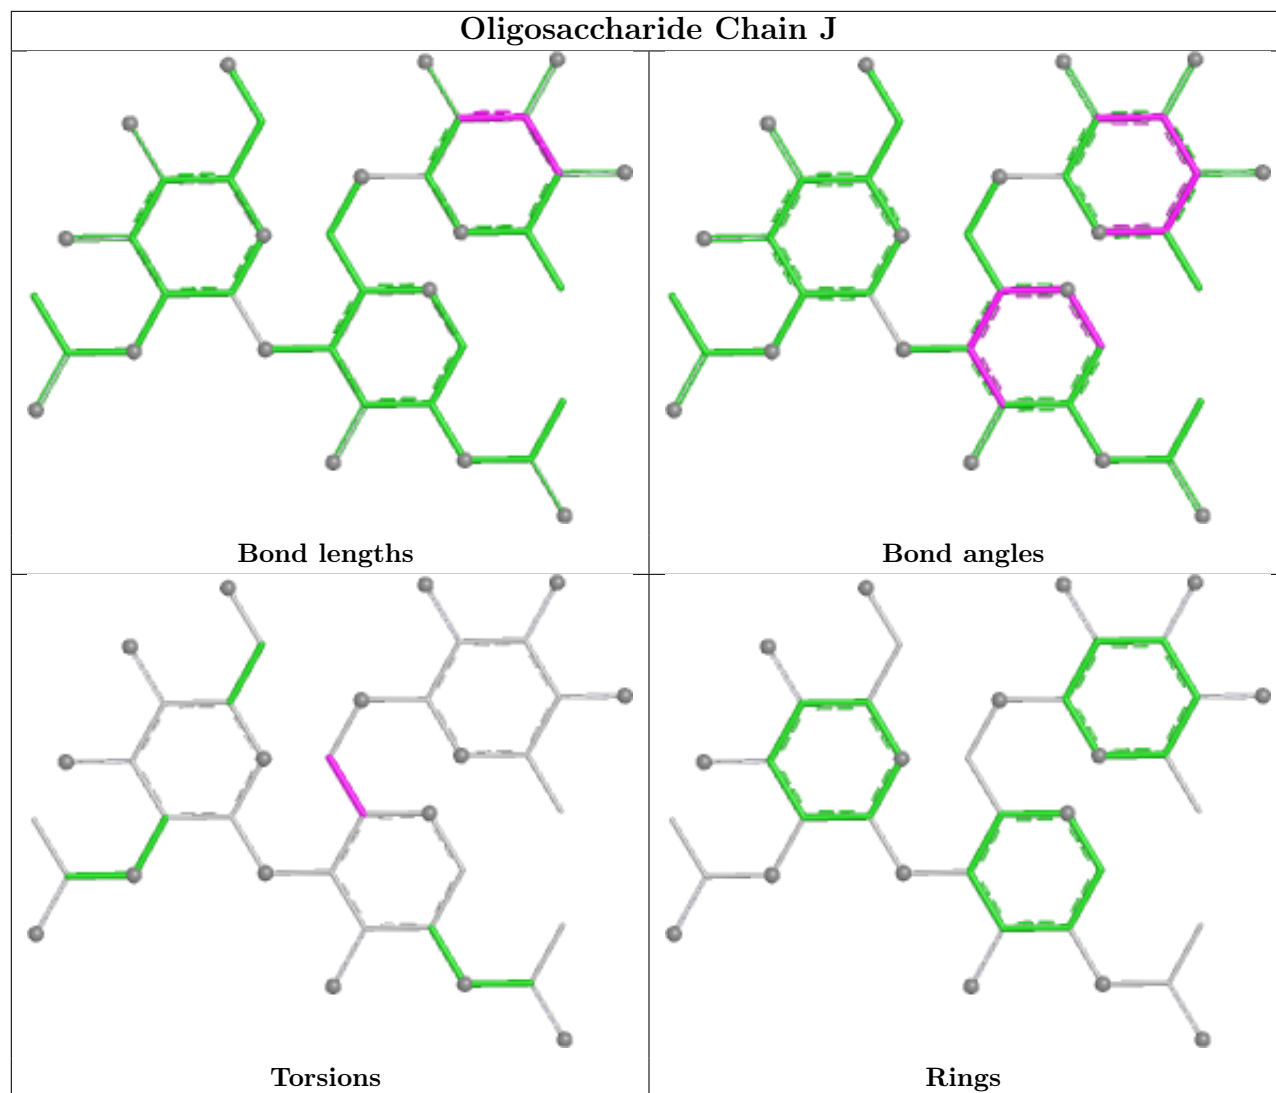 Oligosaccharide Chain J
Bond lengths
Bond angles
Torsions
Rings